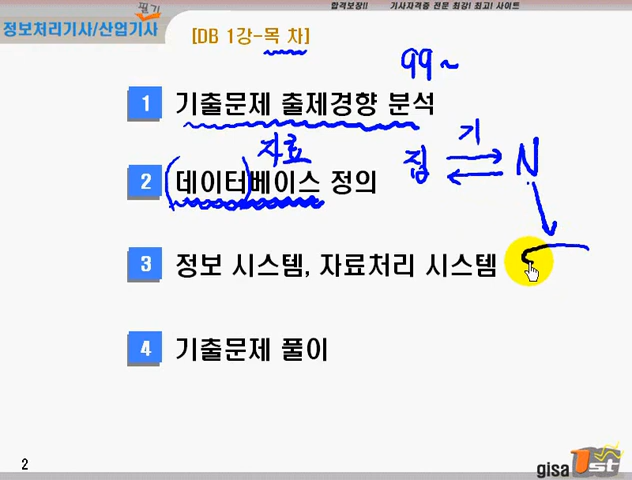 합격보장!! 기사자격증 전문 최강! 최고! 사이트
필기
정보처리기사/산업기사
[DB 1강-목 차]
99~
1 기출문제 출제경향 분석
자료
집 기 N
2 (데이터)베이스 정의
3 정보 시스템, 자료처리 시스템
4 기출문제 풀이
2
gisa 1st